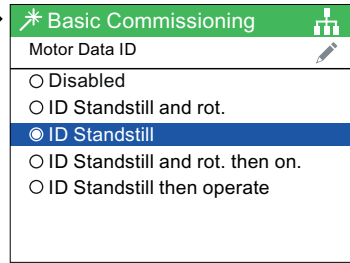 Basic Commissioning
Motor Data ID
Disabled
ID Standstill and rot.
ID Standstill
ID Standstill and rot. then on.
ID Standstill then operate